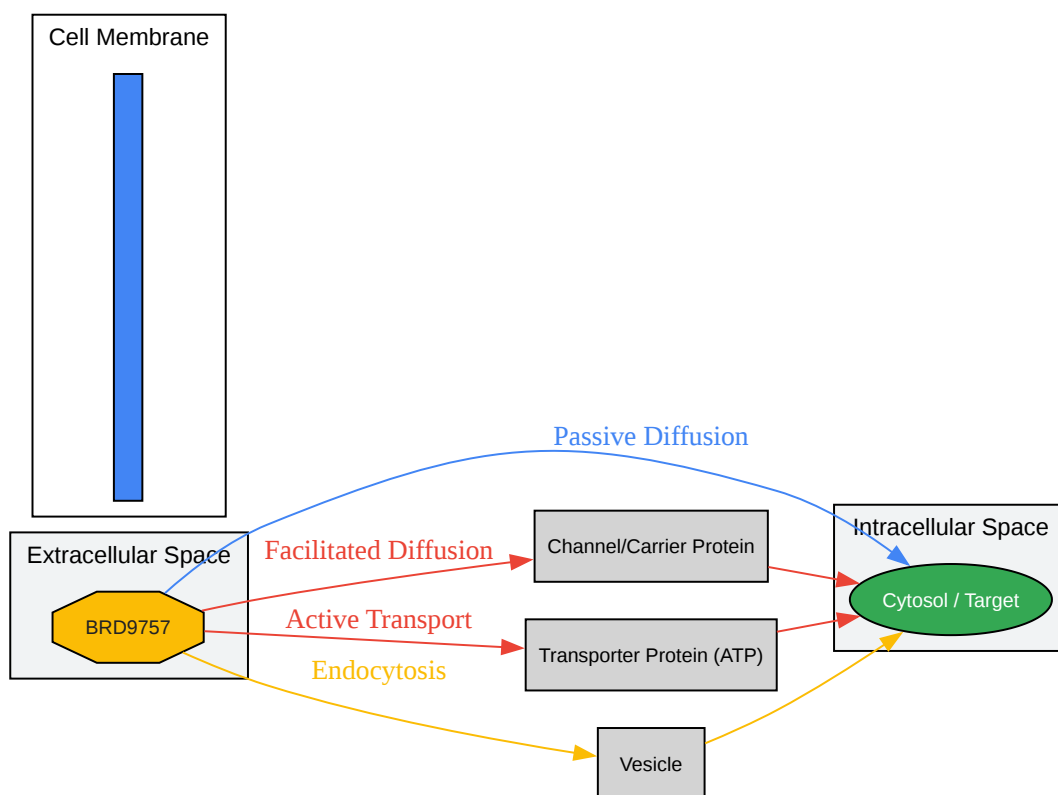 Cell Membrane
Passive Diffusion
Extracellular Space
Facilitated Diffusion
Channel/Carrier Protein
Intracellular Space
BRD9757
Active Transport
Transporter Protein (ATP)
Cytosol / Target
Endocytosis
Vesicle